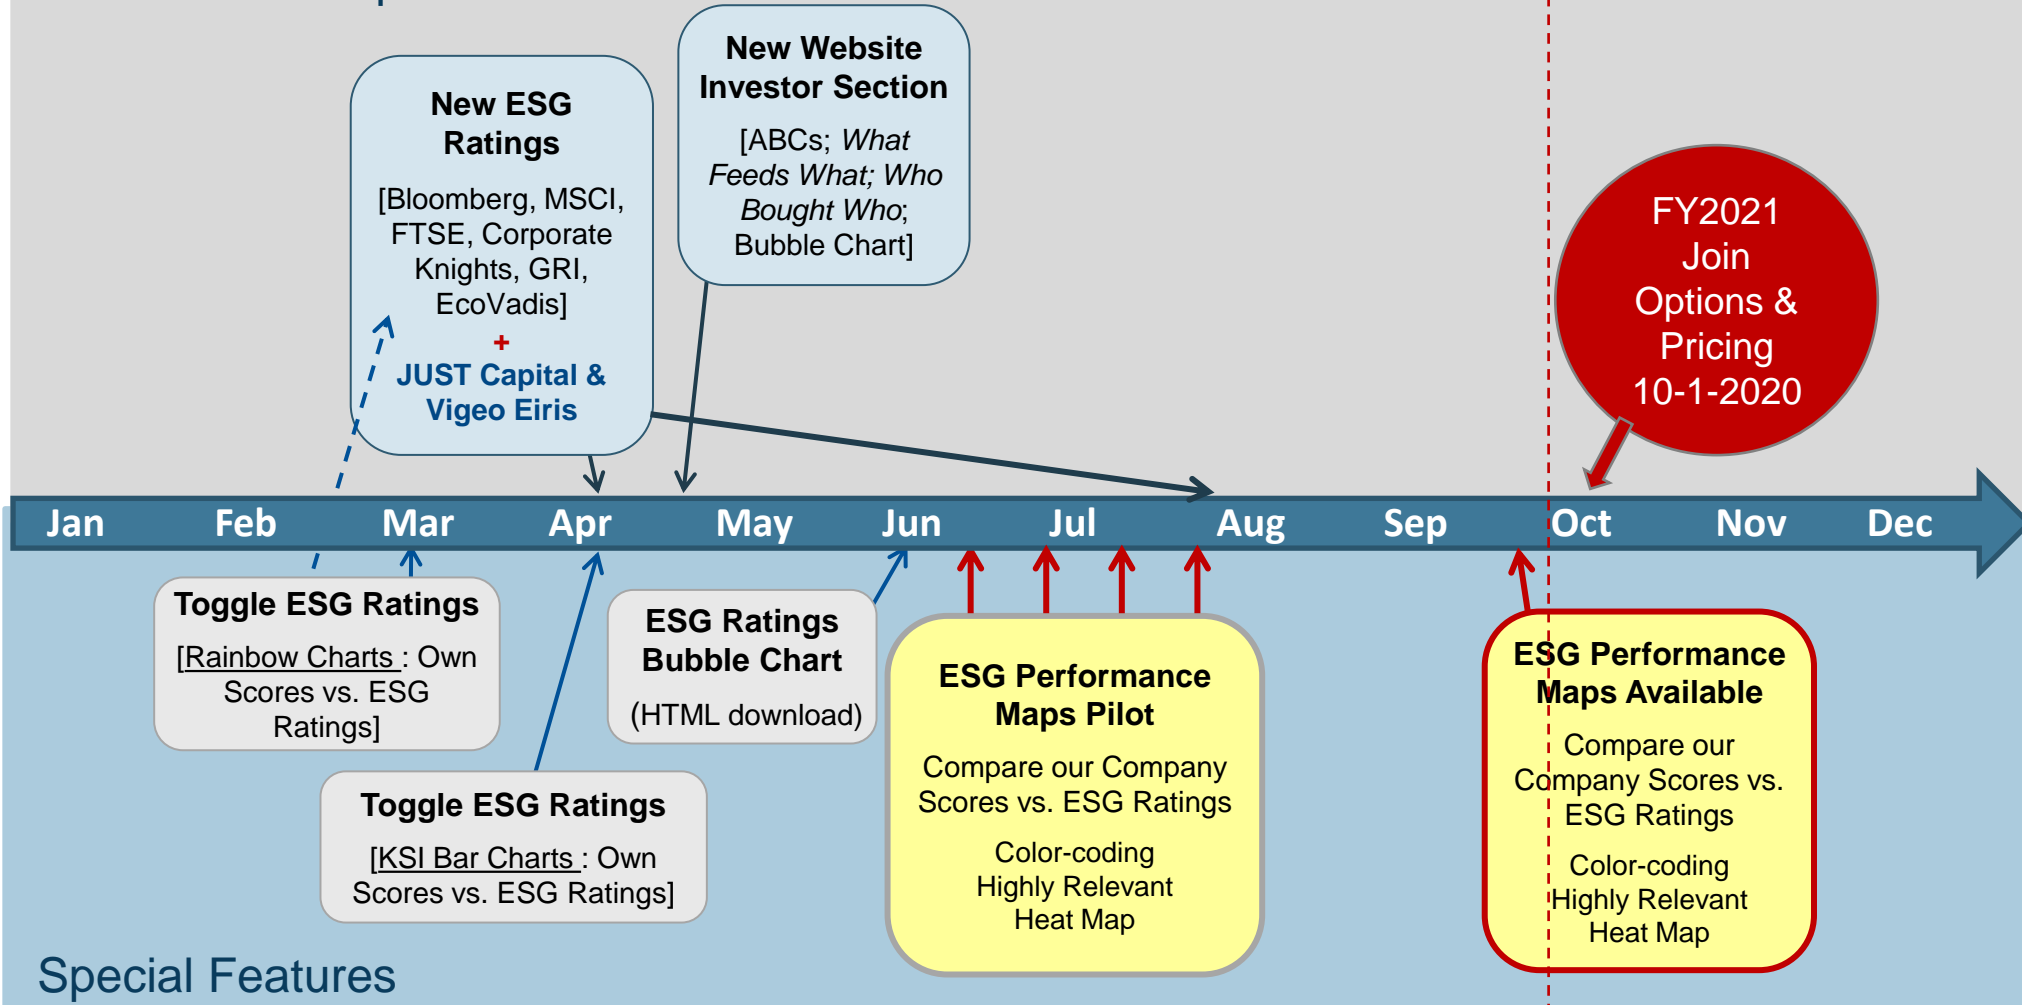 New Website
Investor Section
[ABCs; What
Feeds What; Who
Bought Who;
Bubble Chart]
New ESG
Ratings
[Bloomberg, MSCI,
FTSE, Corporate
Knights, GRI,
EcoVadis]
+
JUST Capital &
Vigeo Eiris
FY2021
Join
Options &
Pricing
10-1-2020
Jan Feb Mar Apr May Jun Jul Aug Sep Oct Nov Dec
Toggle ESG Ratings
[Rainbow Charts : Own
Scores vs. ESG
Ratings]
Toggle ESG Ratings
[KSI Bar Charts : Own
Scores vs. ESG Ratings]
ESG Ratings
Bubble Chart
(HTML download)
ESG Performance
Maps Pilot
Compare our Company
Scores vs. ESG Ratings
Color-coding
Highly Relevant
Heat Map
ESG Performance
Maps Available
Compare our
Company Scores vs.
ESG Ratings
Color-coding
Highly Relevant
Heat Map
Special Features